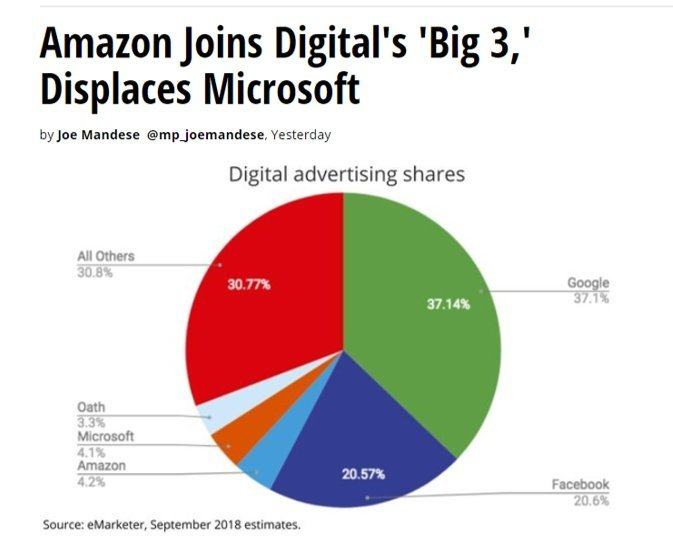 Amazon Joins Digital's 'Big 3,'
Displaces Microsoft
by Joe Mandese @mp_joemandese, Yesterday
Digital advertising shares
All Others
30.8%
30.77%
Google
37.1%
37.14%
Oath
3.3%
Microsoft
4.1%
Amazon
4.2%
20.57%
Facebook
20.6%
Source: eMarketer, September 2018 estimates.